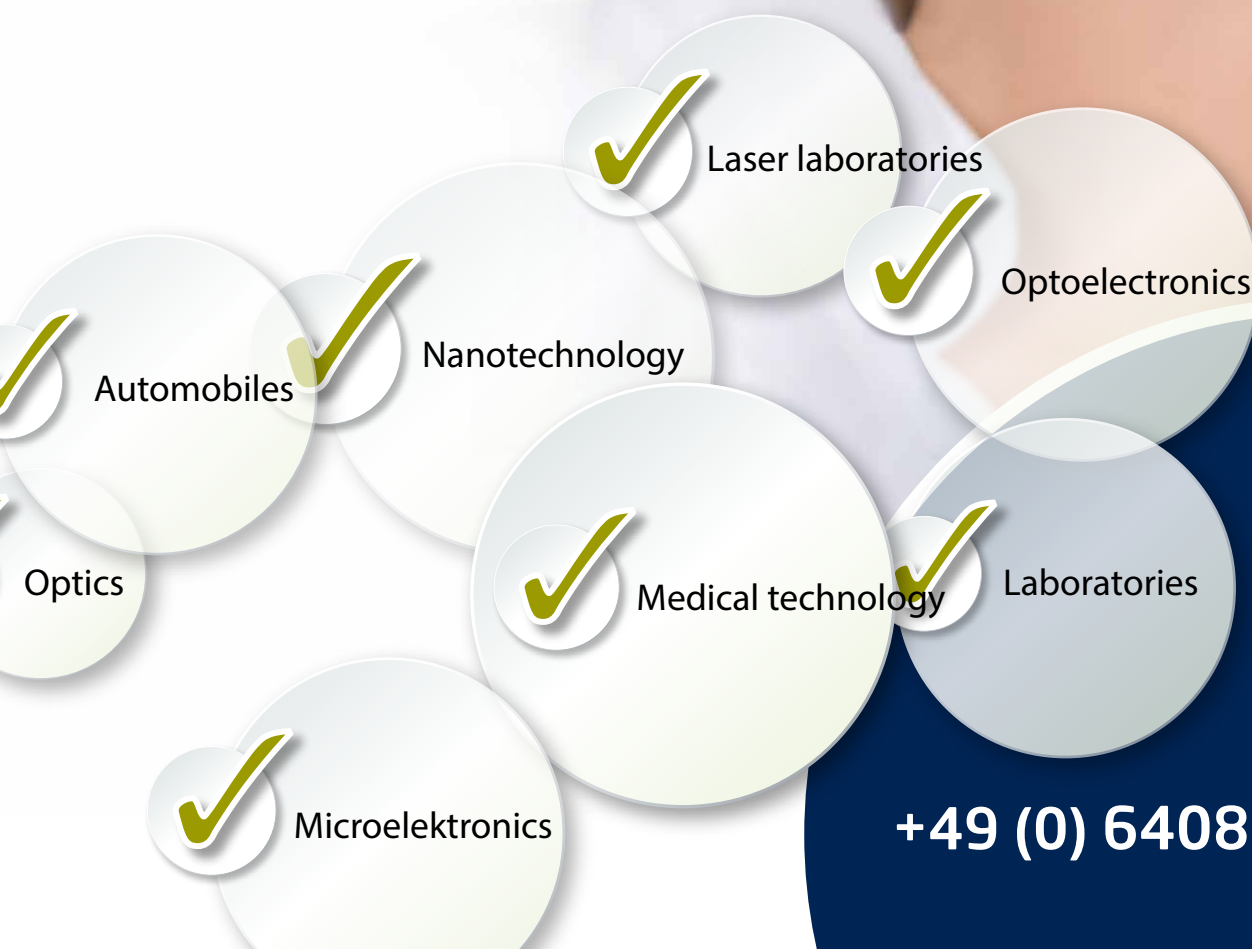 Laser laboratories
Optoelectronics
Nanotechnology
Automobiles
Optics
Medical technology
Laboratories
Microelektronics
+49 (0) 6408